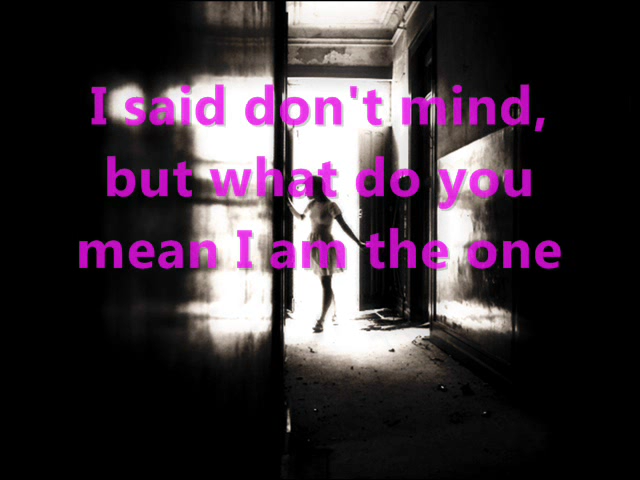 I said don't mind,
but what do you
mean I am the one